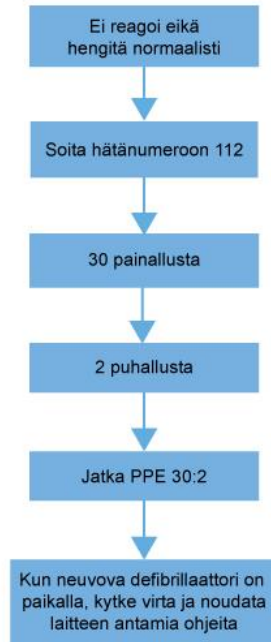 Ei reagoi eikä
hengitä normaalisti
Soita hätänumeroon 112
30 painallusta
2 puhallusta
Jatka PPE 30:2
Kun neuvova defibrillaattori on
paikalla, kytke virta ja noudata
laitteen antamia ohjeita